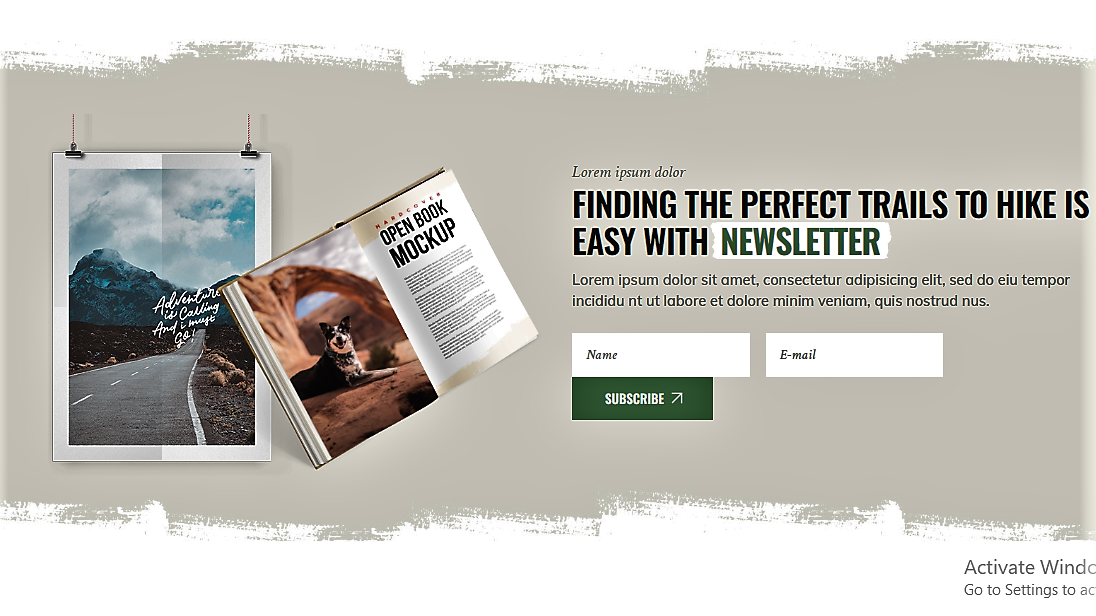 Adventure
is Calling
And i must
Go!
HARDCOVER
OPEN BOOK
MOCKUP
Lorem ipsum dolor
FINDING THE PERFECT TRAILS TO HIKE IS
EASY WITH NEWSLETTER
Lorem ipsum dolor sit amet, consectetur adipisicing elit, sed do eiu tempor
incididu nt ut labore et dolore minim veniam, quis nostrud nus.
Name
E-mail
SUBSCRIBE
Activate Windo
Go to Settings to ac